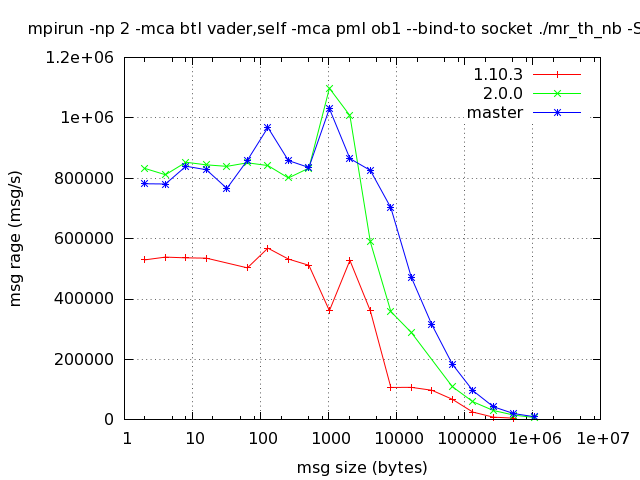 mpirun -np 2 -mca btl vader,self -mca pml ob1 --bind-to socket ./mr_th_nb -S
1.2e+06
1e+06
800000
600000
400000
200000
0
1 10 100 1000 10000 100000 1e+06 1e+07
msg rage (msg/s)
msg size (bytes)
1.10.3
2.0.0
master